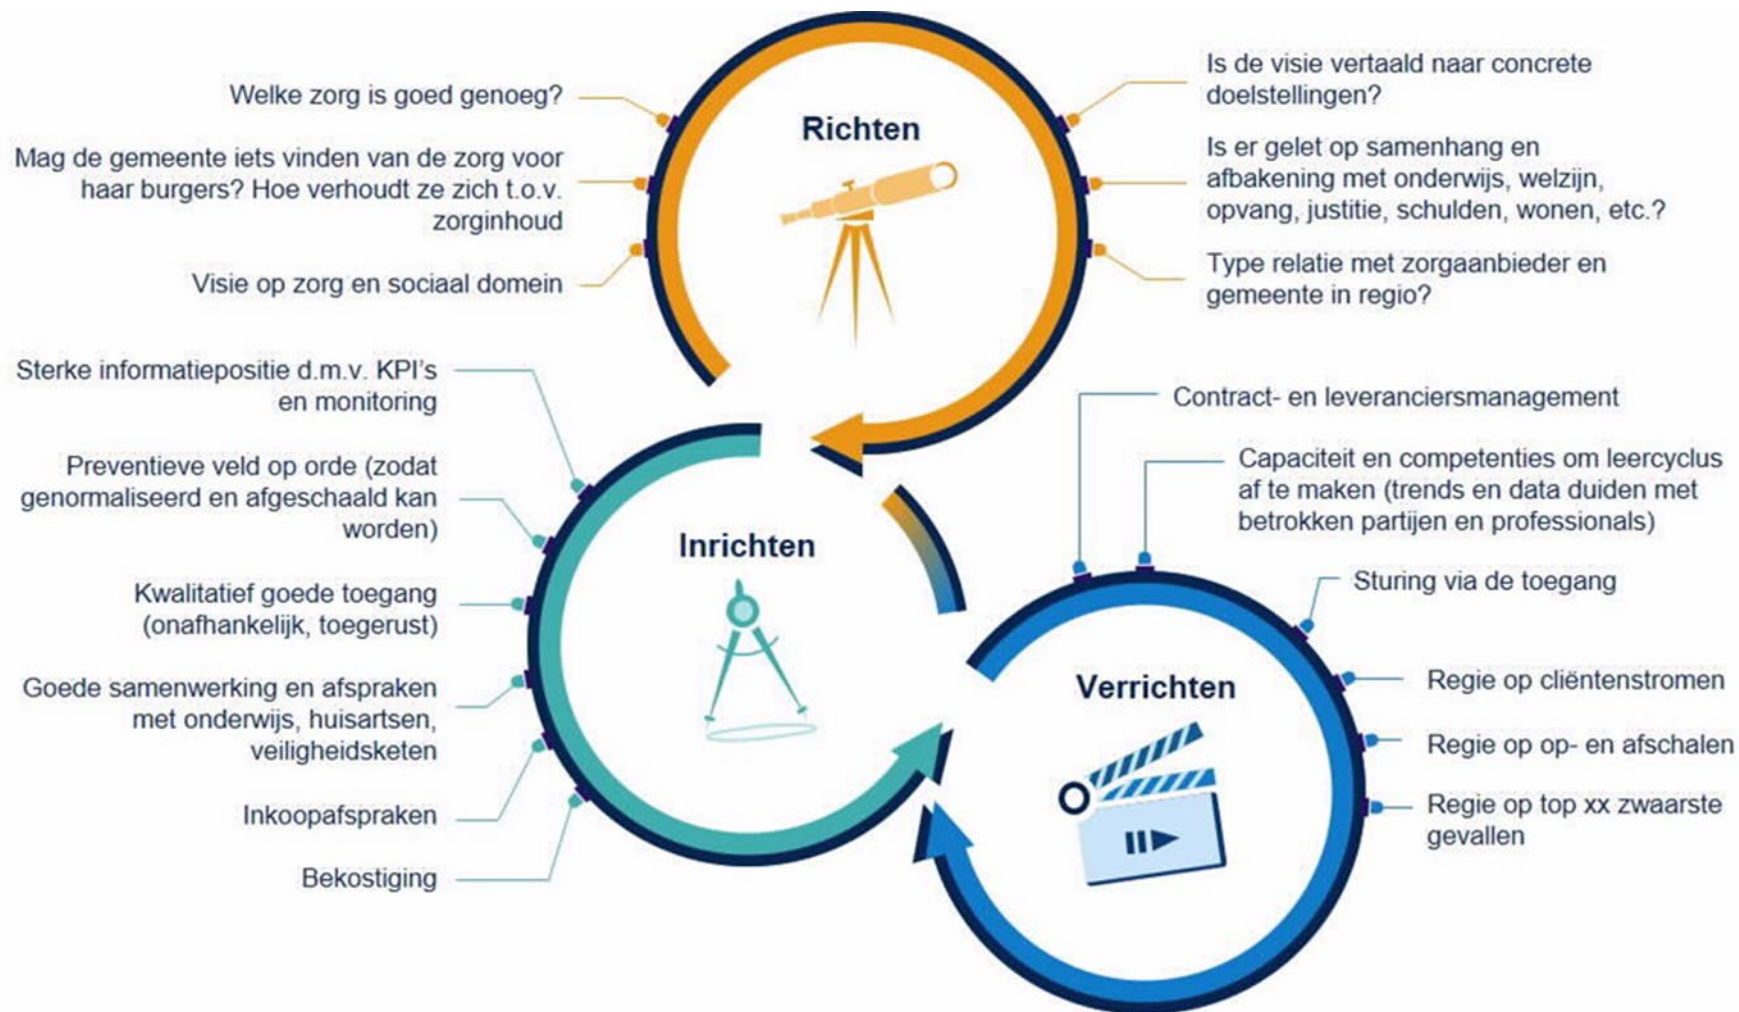 Richten
Welke zorg is goed genoeg?
Mag de gemeente iets vinden van de zorg voor
haar burgers? Hoe verhoudt ze zich t.o.v.
zorginhoud
Visie op zorg en sociaal domein
Is de visie vertaald naar concrete
doelstellingen?
Is er gelet op samenhang en
afbakening met onderwijs, welzijn,
opvang, justitie, schulden, wonen, etc.?
Type relatie met zorgaanbieder en
gemeente in regio?
Inrichten
Sterke informatiepositie d.m.v. KPI's
en monitoring
Preventieve veld op orde (zodat
genormaliseerd en afgeschaald kan
worden)
Kwalitatief goede toegang
(onafhankelijk, toegerust)
Goede samenwerking en afspraken
met onderwijs, huisartsen,
veiligheidsketen
Inkoopafspraken
Bekostiging
Verrichten
Contract- en leveranciersmanagement
Capaciteit en competenties om leercyclus
af te maken (trends en data duiden met
betrokken partijen en professionals)
Sturing via de toegang
Regie op cliëntenstromen
Regie op op- en afschalen
Regie op top xx zwaarste
gevallen